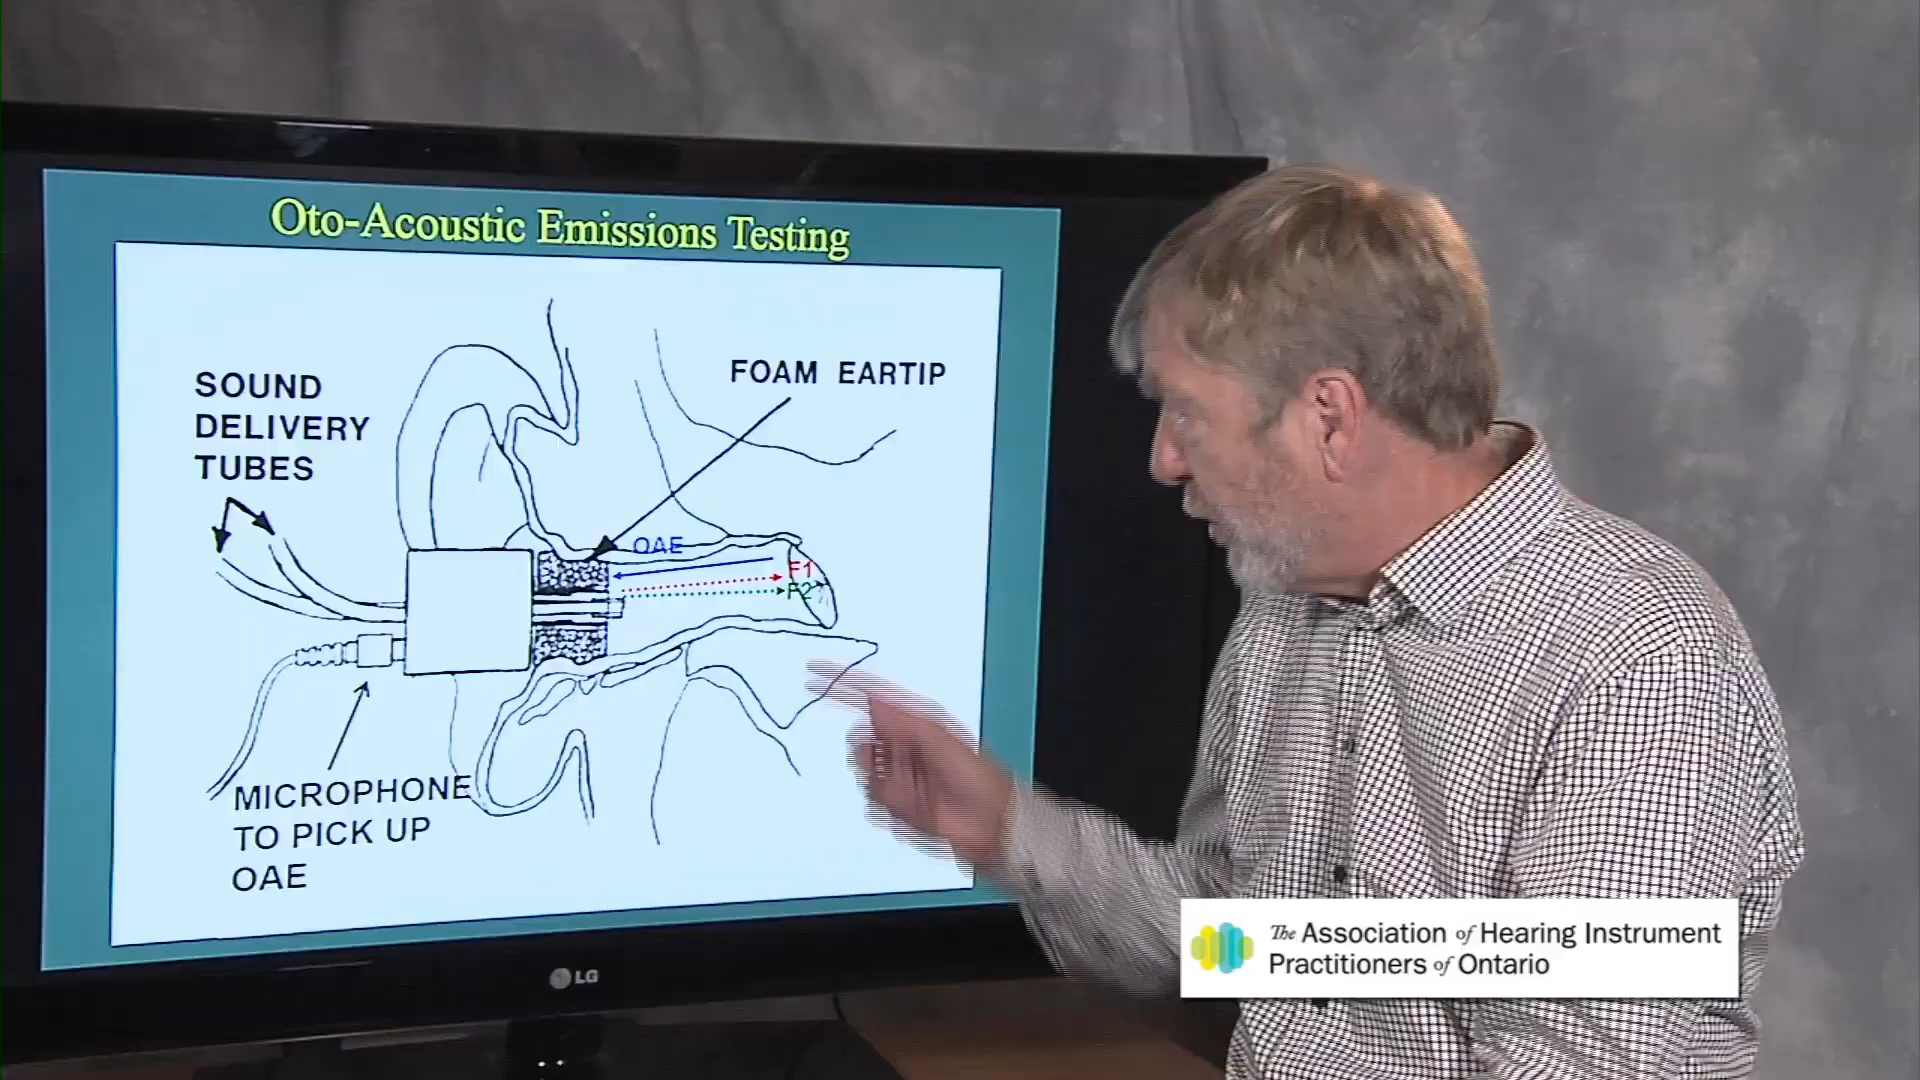 Oto-Acoustic Emissions Testing
SOUND
DELIVERY
TUBES
FOAM EARTIP
OAE
F1
F2
MICROPHONE
TO PICK UP
OAE
LG
The Association of Hearing Instrument
Practitioners of Ontario